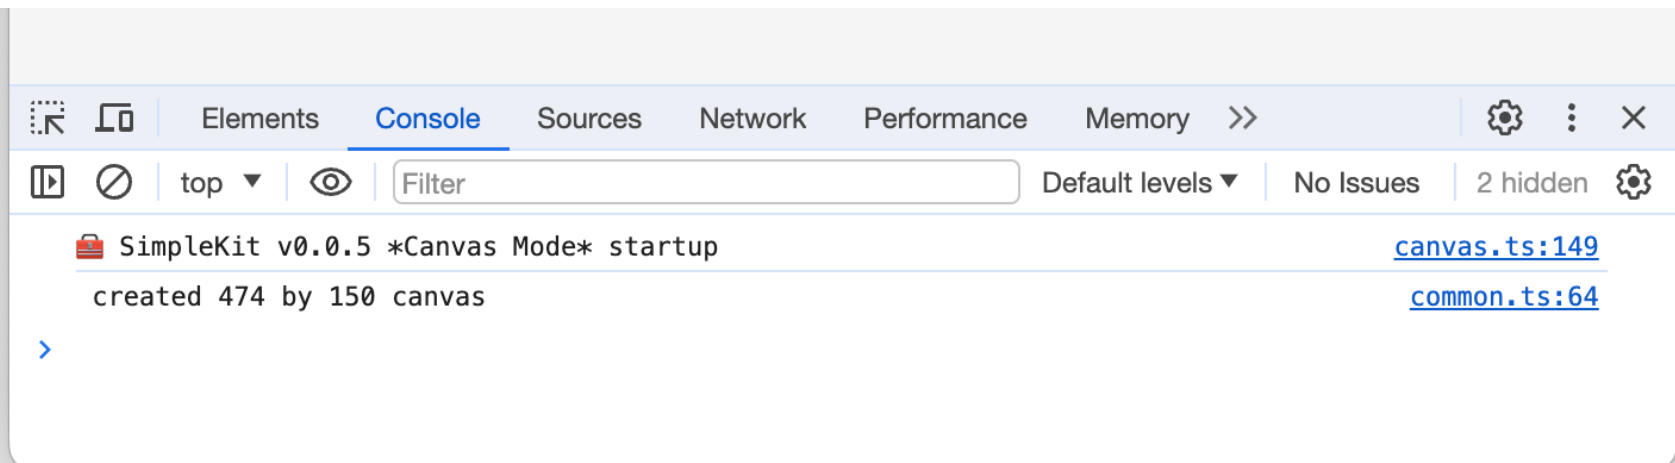 Elements Console Sources Network Performance Memory
top Filter Default levels No Issues 2 hidden
🧰 SimpleKit v0.0.5 *Canvas Mode* startup canvas.ts:149
created 474 by 150 canvas common.ts:64